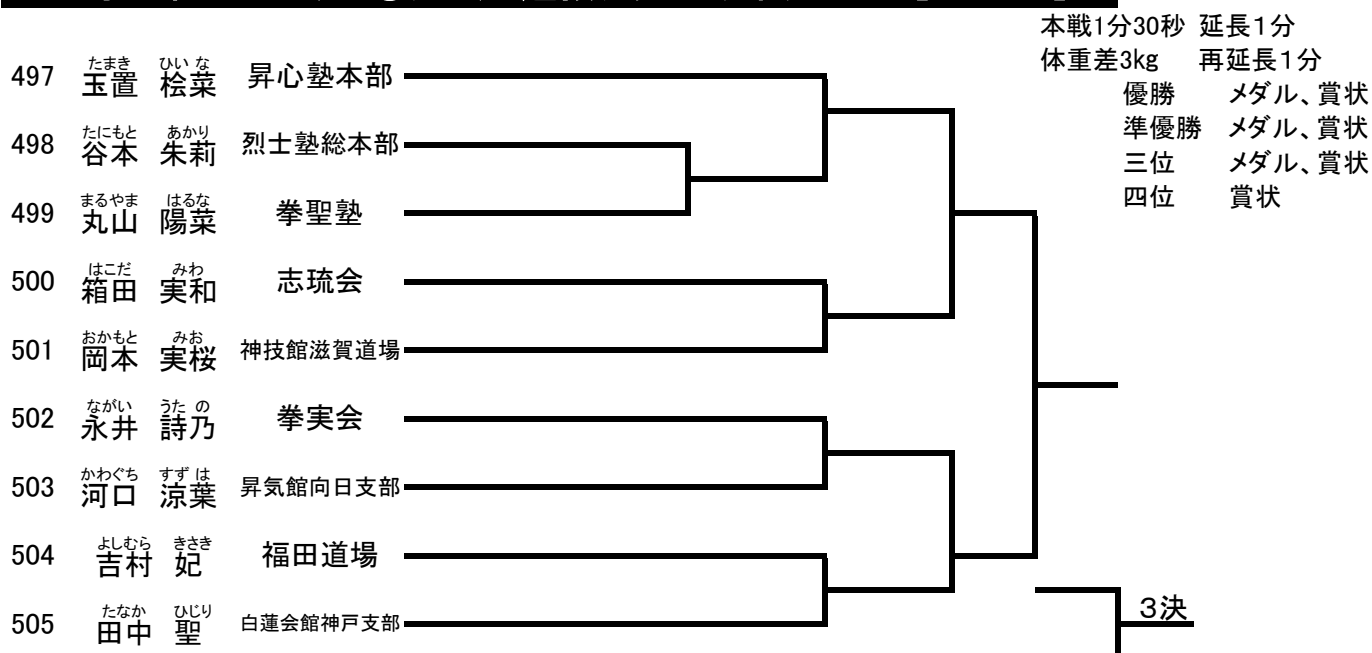 本戦1分30秒 延長1分
体重差3kg 再延長1分
優勝 メダル、賞状
準優勝 メダル、賞状
三位 メダル、賞状
四位 賞状
たまき ひいな
497 玉置 桧菜 昇心塾本部
たにもと あかり
498 谷本 朱莉 烈士塾総本部
まるやま はるな
499 丸山 陽菜 拳聖塾
はこだ みわ
500 箱田 実和 志琉会
おかもと みお
501 岡本 実桜 神技館滋賀道場
ながい うたの
502 永井 詩乃 拳実会
かわぐち すずは
503 河口 涼葉 昇気館向日支部
よしむら きさき
504 吉村 妃 福田道場
たなか ひじり
505 田中 聖 白蓮会館神戸支部
3決